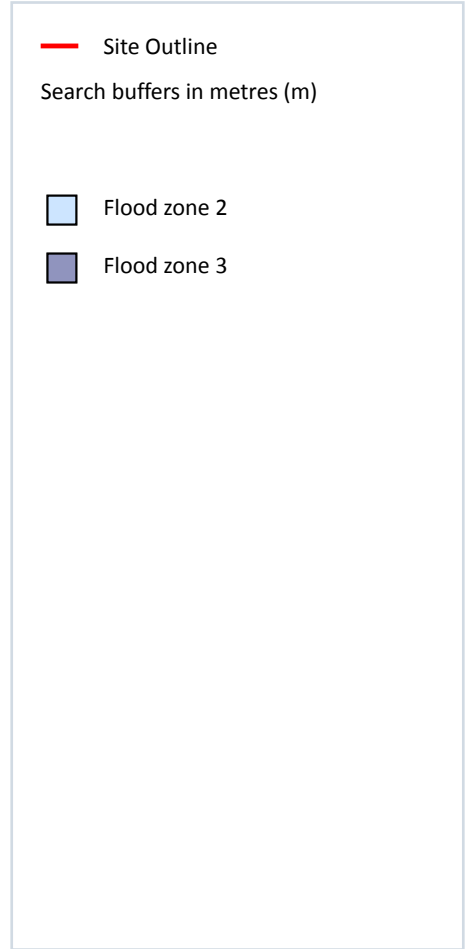 Site Outline
Search buffers in metres (m)
Flood zone 2
Flood zone 3